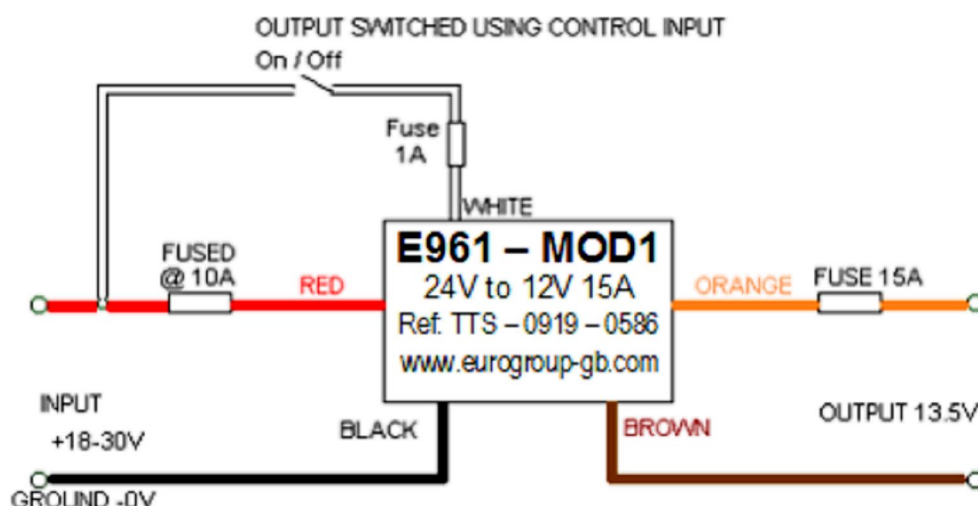 OUTPUT SWITCHED USING CONTROL INPUT
On / Off
Fuse
1A
WHITE
FUSED
@ 10A
RED
E961 – MOD1
24V to 12V 15A
Ref: TTS – 0919 – 0586
www.eurogroup-gb.com
ORANGE
FUSE 15A
INPUT
+18-30V
BLACK
BROWN
OUTPUT 13.5V
GROUND -0V